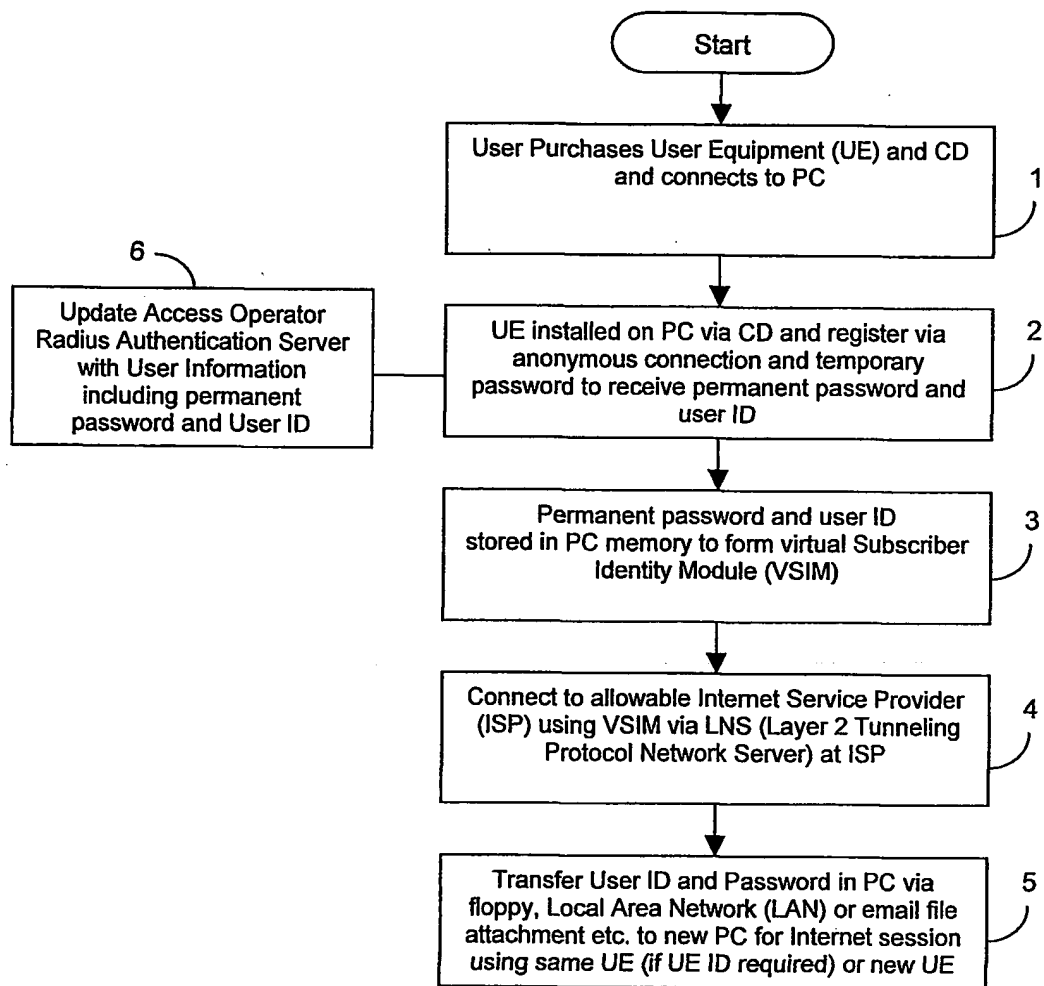 Start
User Purchases User Equipment (UE) and CD
and connects to PC
1
6
Update Access Operator
Radius Authentication Server
with User Information
including permanent
password and User ID
UE installed on PC via CD and register via
anonymous connection and temporary
password to receive permanent password and
user ID
2
Permanent password and user ID
stored in PC memory to form virtual Subscriber
Identity Module (VSIM)
3
Connect to allowable Internet Service Provider
(ISP) using VSIM via LNS (Layer 2 Tunneling
Protocol Network Server) at ISP
4
Transfer User ID and Password in PC via
floppy, Local Area Network (LAN) or email file
attachment etc. to new PC for Internet session
using same UE (if UE ID required) or new UE
5